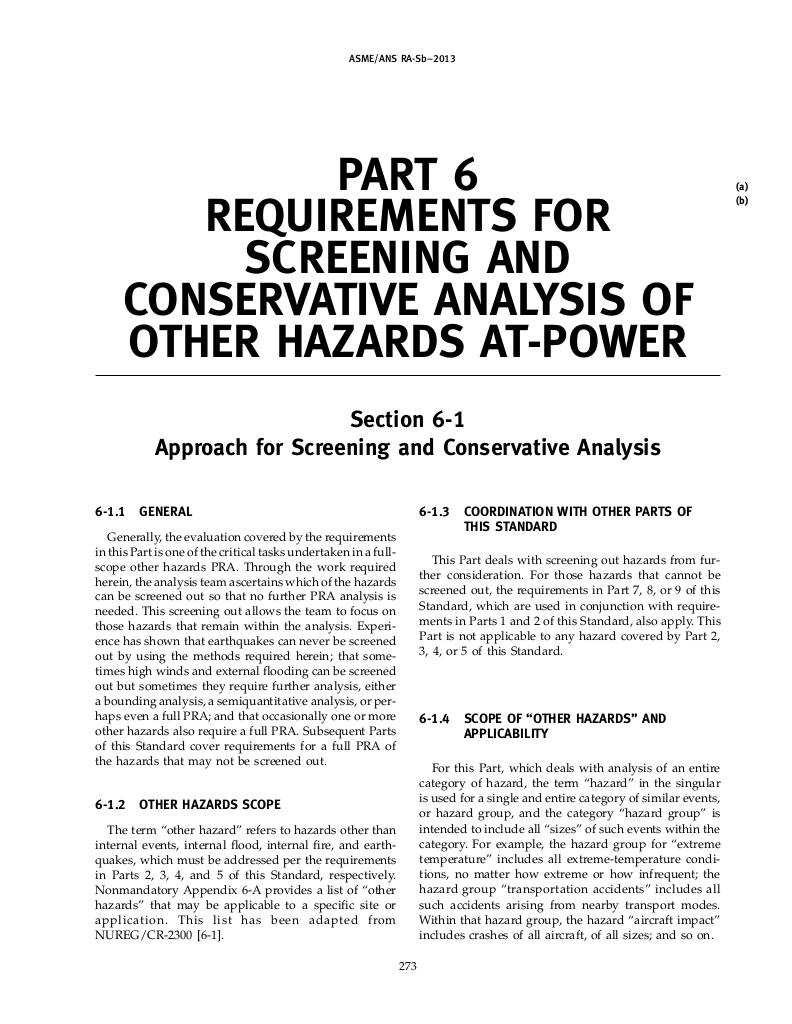 ASME/ANS RA-Sb–2013
PART 6
REQUIREMENTS FOR
SCREENING AND
CONSERVATIVE ANALYSIS OF
OTHER HAZARDS AT-POWER
(a)
(b)
Section 6-1
Approach for Screening and Conservative Analysis
6-1.1 GENERAL
Generally, the evaluation covered by the requirements
in this Part is one of the critical tasks undertaken in a full-
scope other hazards PRA. Through the work required
herein, the analysis team ascertains which of the hazards
can be screened out so that no further PRA analysis is
needed. This screening out allows the team to focus on
those hazards that remain within the analysis. Experi-
ence has shown that earthquakes can never be screened
out by using the methods required herein; that some-
times high winds and external flooding can be screened
out but sometimes they require further analysis, either
a bounding analysis, a semiquantitative analysis, or per-
haps even a full PRA; and that occasionally one or more
other hazards also require a full PRA. Subsequent Parts
of this Standard cover requirements for a full PRA of
the hazards that may not be screened out.
6-1.2 OTHER HAZARDS SCOPE
The term “other hazard” refers to hazards other than
internal events, internal flood, internal fire, and earth-
quakes, which must be addressed per the requirements
in Parts 2, 3, 4, and 5 of this Standard, respectively.
Nonmandatory Appendix 6-A provides a list of “other
hazards” that may be applicable to a specific site or
application. This list has been adapted from
NUREG/CR-2300 [6-1].
6-1.3 COORDINATION WITH OTHER PARTS OF
THIS STANDARD
This Part deals with screening out hazards from fur-
ther consideration. For those hazards that cannot be
screened out, the requirements in Part 7, 8, or 9 of this
Standard, which are used in conjunction with require-
ments in Parts 1 and 2 of this Standard, also apply. This
Part is not applicable to any hazard covered by Part 2,
3, 4, or 5 of this Standard.
6-1.4 SCOPE OF “OTHER HAZARDS” AND
APPLICABILITY
For this Part, which deals with analysis of an entire
category of hazard, the term “hazard” in the singular
is used for a single and entire category of similar events,
or hazard group, and the category “hazard group” is
intended to include all “sizes” of such events within the
category. For example, the hazard group for “extreme
temperature” includes all extreme-temperature condi-
tions, no matter how extreme or how infrequent; the
hazard group “transportation accidents” includes all
such accidents arising from nearby transport modes.
Within that hazard group, the hazard “aircraft impact”
includes crashes of all aircraft, of all sizes; and so on.
273